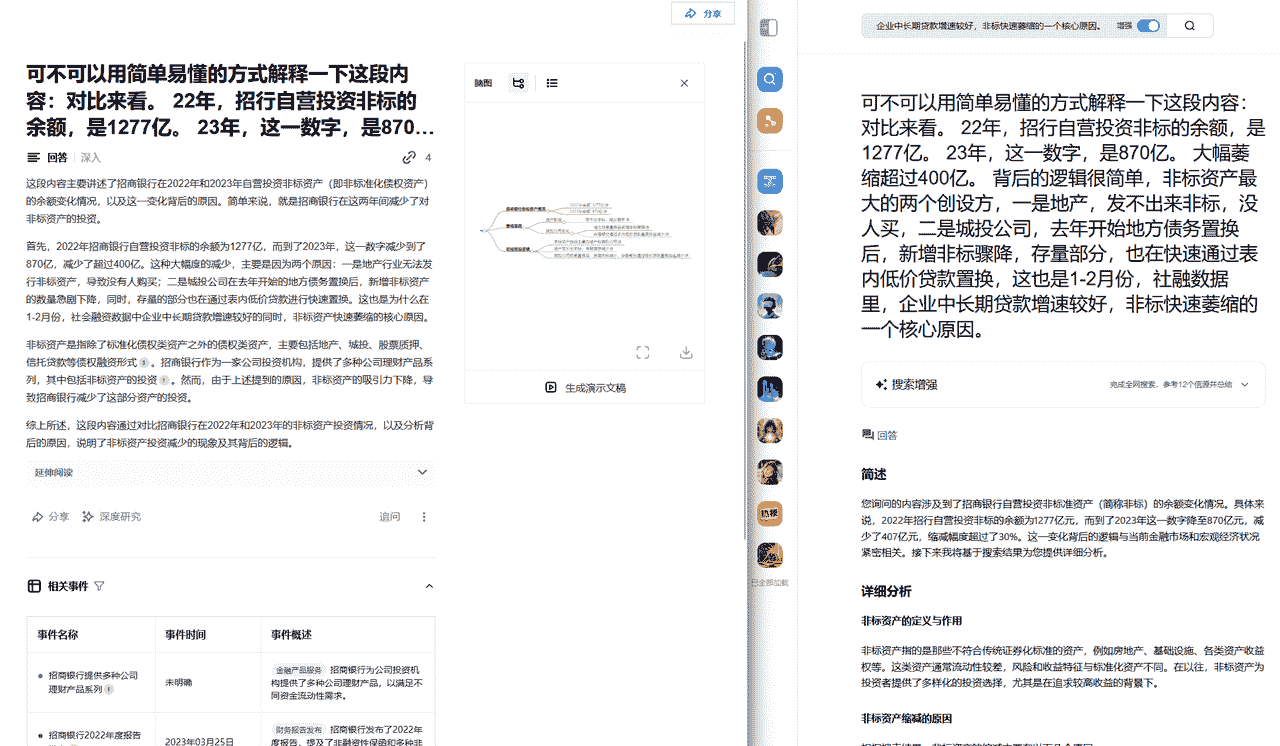 分享
可不可以用简单易懂的方式解释一下这段内
容：对比来看。 22年，招行自营投资非标的
余额，是1277亿。 23年，这一数字，是870...
回答 深入
4
这段内容主要讲述了招商银行在2022年和2023年自营投资非标资产（即非标准化债权资产）
的余额变化情况，以及这一变化背后的原因。简单来说，就是招商银行在这两年间减少了对
非标资产的投资。
首先，2022年招商银行自营投资非标的余额为1277亿，而到了2023年，这一数字减少到了
870亿，减少了超过400亿。这种大幅度的减少，主要是因为两个原因：一是地产行业无法发
行非标资产，导致没有人购买；二是城投公司在去年开始的地方债务置换后，新增非标资产
的数量急剧下降，同时，存量的部分也在通过表内低价贷款进行快速置换。这也是为什么在
1-2月份，社会融资数据中企业中长期贷款增速较好的同时，非标资产快速萎缩的核心原因。
非标资产是指除了标准化债权类资产之外的债权类资产，主要包括地产、城投、股票质押、
信托贷款等债权融资形式 。招商银行作为一家公司投资机构，提供了多种公司理财产品系
列，其中包括非标资产的投资 。然而，由于上述提到的原因，非标资产的吸引力下降，导
致招商银行减少了这部分资产的投资。
综上所述，这段内容通过对比招商银行在2022年和2023年的非标资产投资情况，以及分析背
后的原因，说明了非标资产投资减少的现象及其背后的逻辑。
延伸阅读
分享 深度研究 追问
相关事件
事件名称 事件时间 事件概述
招商银行提供多种公司
理财产品系列
未明确
金融产品服务 招商银行为公司投资机
构提供了多种公司理财产品，以满足不
同资金流动性需求。
招商银行2022年度报告
2023年03月25日
财务报告发布 招商银行发布了2022年
脑图
生成演示文稿
已全部加载
企业中长期贷款增速较好，非标快速萎缩的一个核心原因。 增强
可不可以用简单易懂的方式解释一下这段内容：
对比来看。 22年，招行自营投资非标的余额，是
1277亿。 23年，这一数字，是870亿。 大幅萎
缩超过400亿。 背后的逻辑很简单，非标资产最
大的两个创设方，一是地产，发不出来非标，没
人买，二是城投公司，去年开始地方债务置换
后，新增非标骤降，存量部分，也在快速通过表
内低价贷款置换，这也是1-2月份，社融数据
里，企业中长期贷款增速较好，非标快速萎缩的
一个核心原因。
搜索增强 完成全网搜索，参考12个信源并总结
回答
简述
您询问的内容涉及到了招商银行自营投资非标准资产（简称非标）的余额变化情况。具体来
说，2022年招行自营投资非标的余额为1277亿元，而到了2023年这一数字降至870亿元，减
少了407亿元，缩减幅度超过了30%。这一变化背后的逻辑与当前金融市场和宏观经济状况
紧密相关。接下来我将基于搜索结果为您提供详细分析。
详细分析
非标资产的定义与作用
非标资产指的是那些不符合传统证券化标准的资产，例如房地产、基础设施、各类资产收益
权等。这类资产通常流动性较差，风险和收益特征与标准化资产不同。在以往，非标资产为
投资者提供了多样化的投资选择，尤其是在追求较高收益的背景下。
非标资产缩减的原因